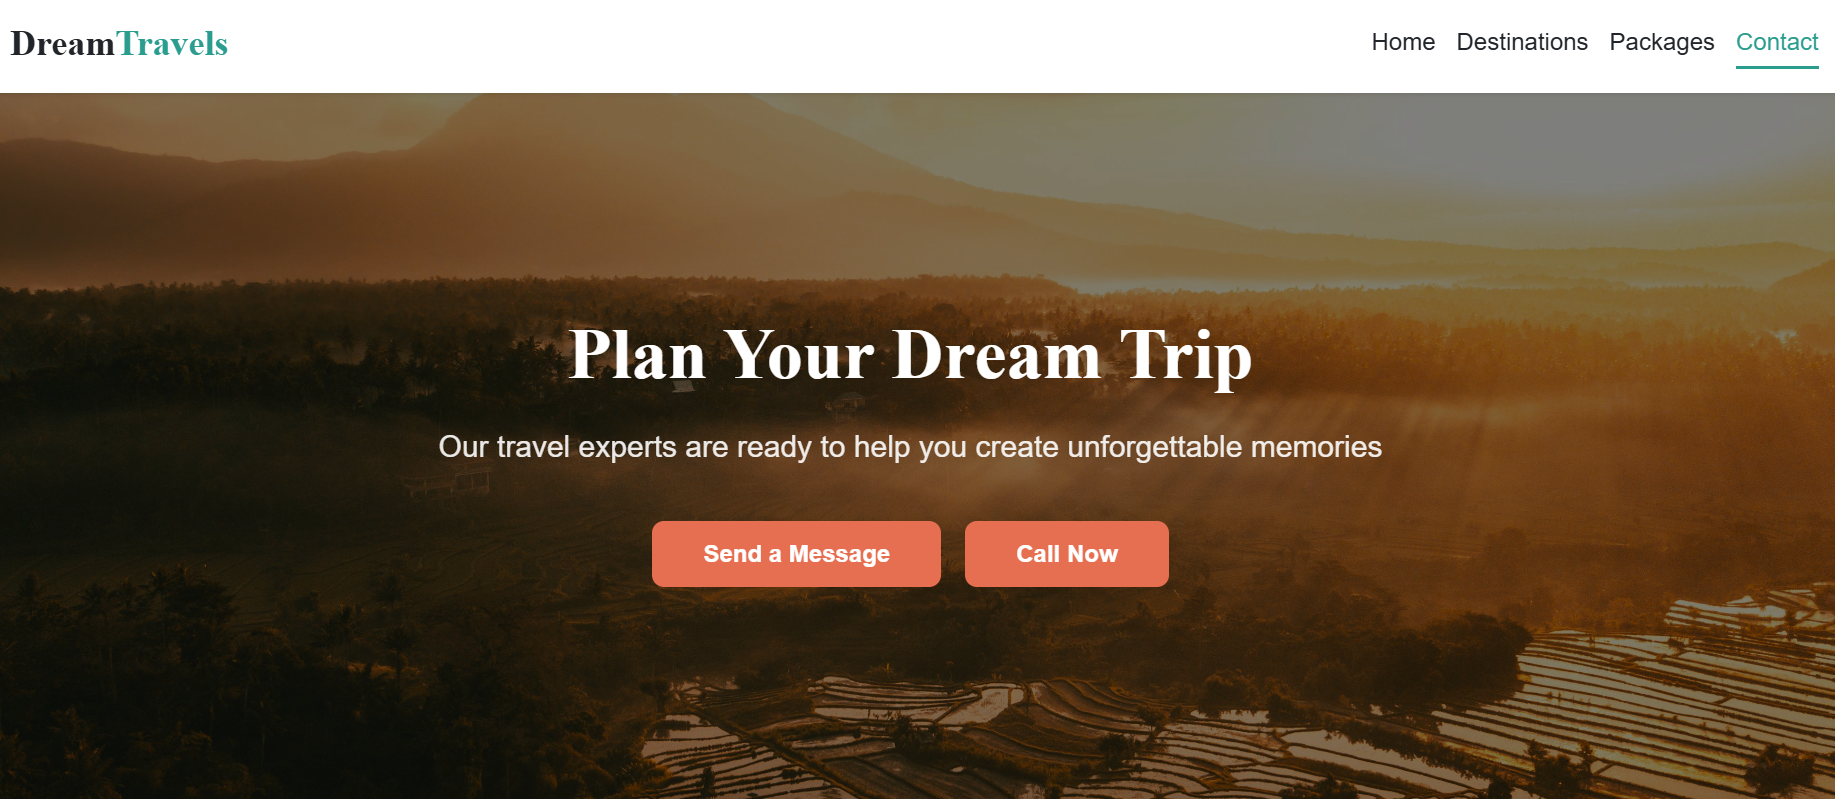 DreamTravels
Home Destinations Packages Contact
Plan Your Dream Trip
Our travel experts are ready to help you create unforgettable memories
Send a Message Call Now